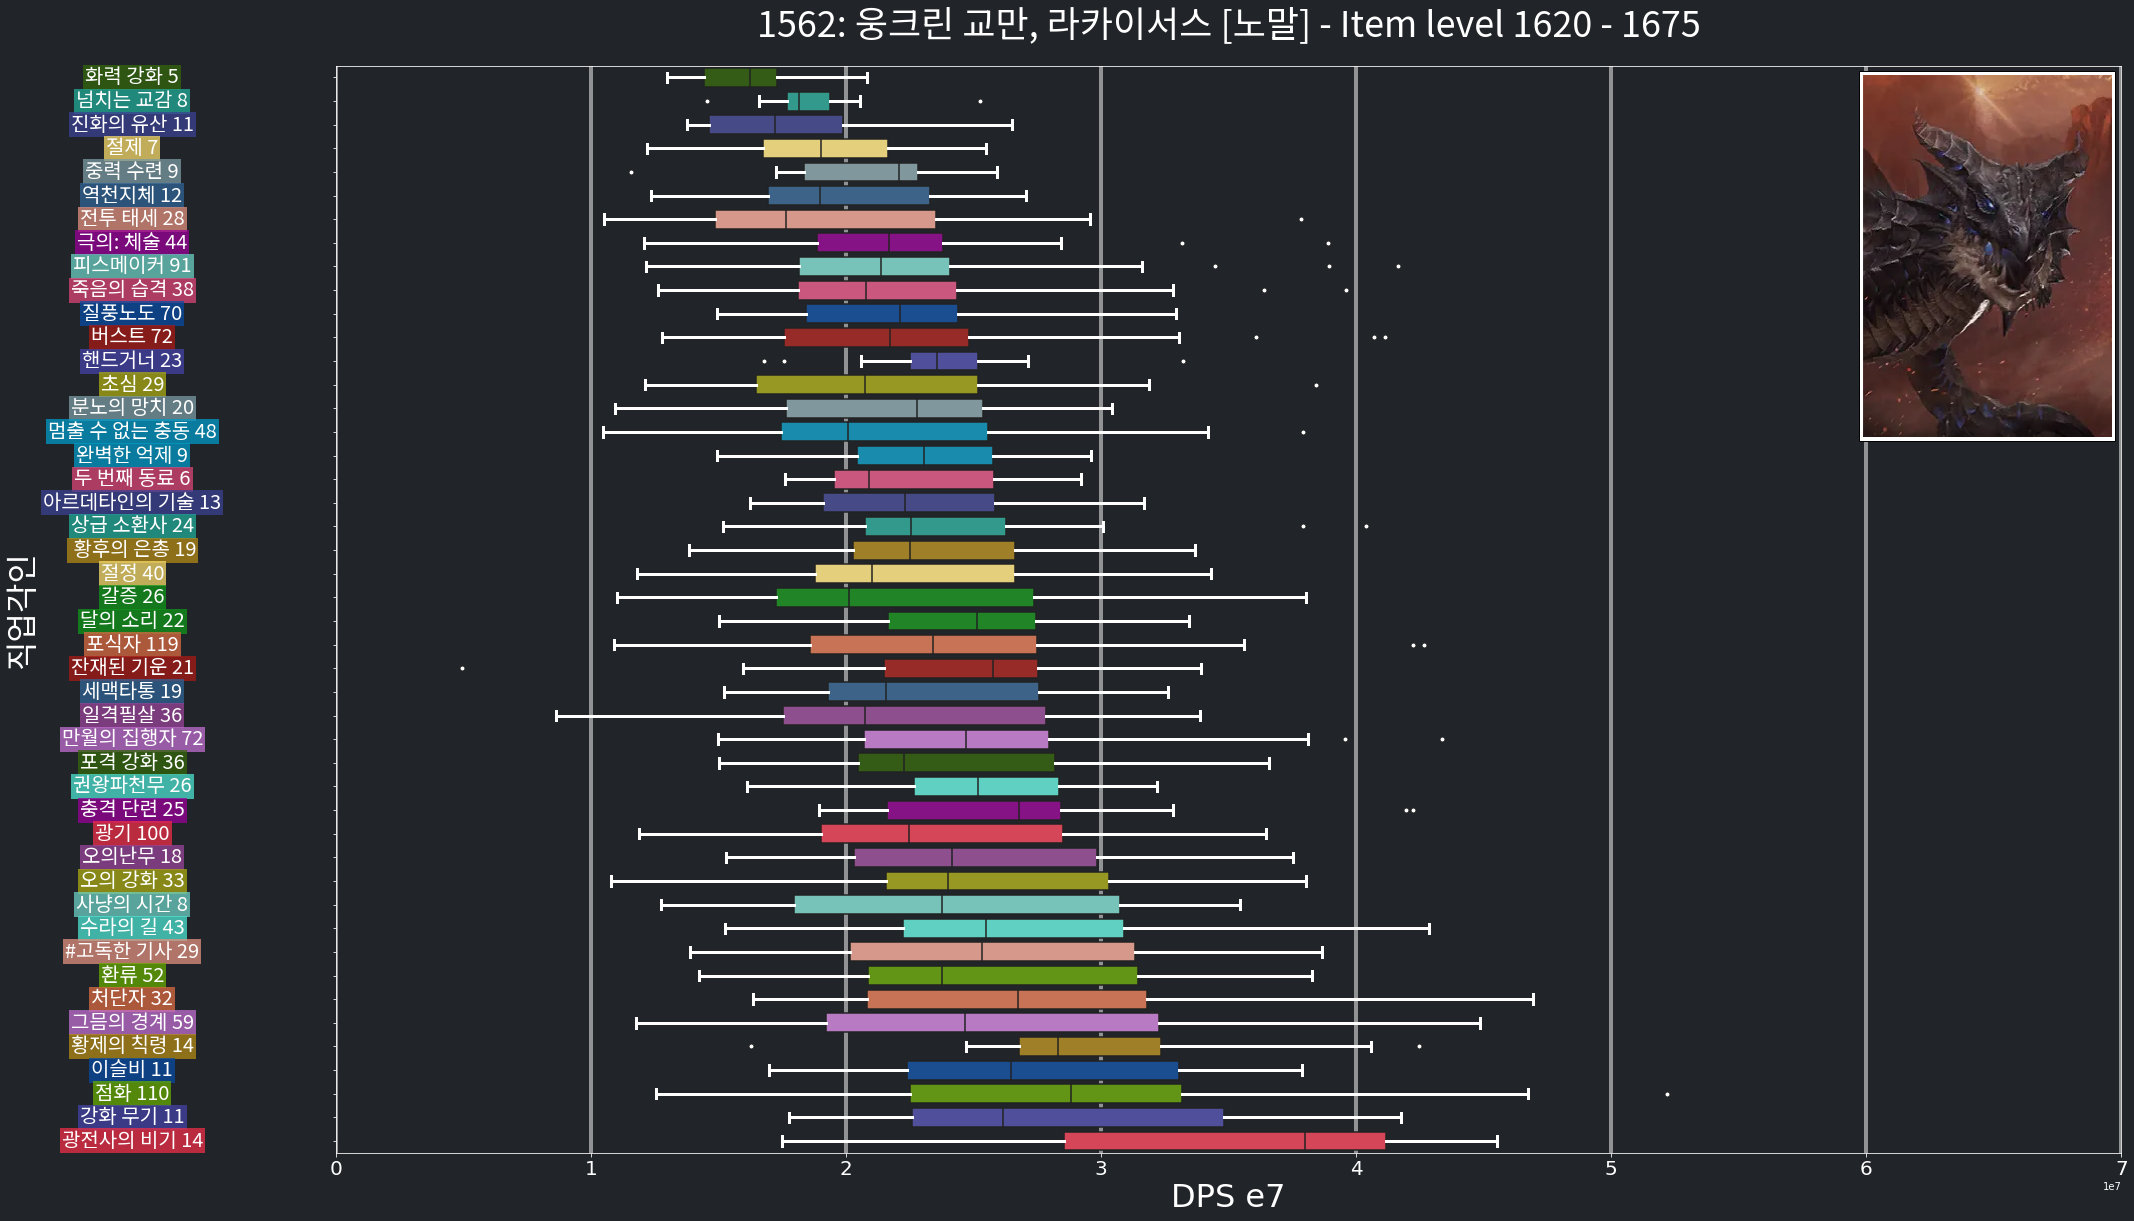 1562: 웅크린 교만, 라카이서스 [노말] - Item level 1620 - 1675
직업각인
화력 강화 5
넘치는 교감 8
진화의 유산 11
절제 7
중력 수련 9
역천지체 12
전투 태세 28
극의: 체술 44
피스메이커 91
죽음의 습격 38
질풍노도 70
버스트 72
핸드거너 23
초심 29
분노의 망치 20
멈출 수 없는 충동 48
완벽한 억제 9
두 번째 동료 6
아르데타인의 기술 13
상급 소환사 24
황후의 은총 19
절정 40
갈증 26
달의 소리 22
포식자 119
잔재된 기운 21
세맥타통 19
일격필살 36
만월의 집행자 72
포격 강화 36
권왕파천무 26
충격 단련 25
광기 100
오의난무 18
오의 강화 33
사냥의 시간 8
수라의 길 43
#고독한 기사 29
환류 52
처단자 32
그믐의 경계 59
황제의 칙령 14
이슬비 11
점화 110
강화 무기 11
광전사의 비기 14
0 1 2 3 4 5 6 7
1e7
DPS e7